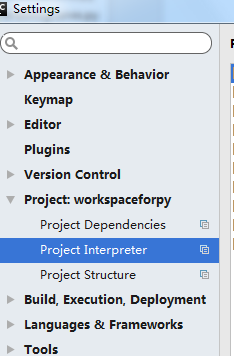 Settings
Appearance & Behavior
Keymap
Editor
Plugins
Version Control
Project: workspaceforpy
Project Dependencies
Project Interpreter
Project Structure
Build, Execution, Deployment
Languages & Frameworks
Tools